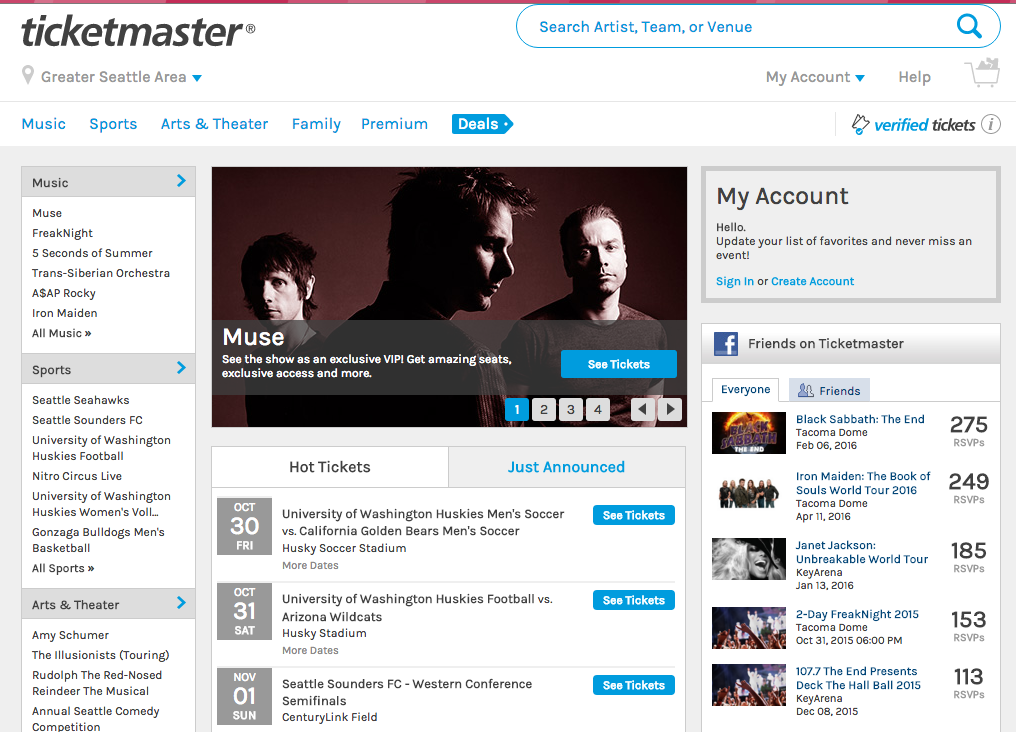 ticketmaster®
Search Artist, Team, or Venue
Greater Seattle Area
My Account
Help
Music
Sports
Arts & Theater
Family
Premium
Deals
verified tickets i
Music
Muse
FreakNight
5 Seconds of Summer
Trans-Siberian Orchestra
A$AP Rocky
Iron Maiden
All Music »
Sports
Seattle Seahawks
Seattle Sounders FC
University of Washington
Huskies Football
Nitro Circus Live
University of Washington
Huskies Women's Voll...
Gonzaga Bulldogs Men's
Basketball
All Sports »
Arts & Theater
Amy Schumer
The Illusionists (Touring)
Rudolph The Red-Nosed
Reindeer The Musical
Annual Seattle Comedy
Competition
Muse
See the show as an exclusive VIP! Get amazing seats,
exclusive access and more.
See Tickets
1 2 3 4
Hot Tickets
Just Announced
OCT
30
FRI
University of Washington Huskies Men's Soccer
vs. California Golden Bears Men's Soccer
Husky Soccer Stadium
More Dates
See Tickets
OCT
31
SAT
University of Washington Huskies Football vs.
Arizona Wildcats
Husky Stadium
More Dates
See Tickets
NOV
01
SUN
Seattle Sounders FC - Western Conference
Semifinals
CenturyLink Field
See Tickets
My Account
Hello.
Update your list of favorites and never miss an
event!
Sign In or Create Account
f
Friends on Ticketmaster
Everyone
Friends
BLACK
SABBATH
THE END
Black Sabbath: The End
Tacoma Dome
Feb 06, 2016
275
RSVPs
Iron Maiden: The Book of
Souls World Tour 2016
Tacoma Dome
Apr 11, 2016
249
RSVPs
Janet Jackson:
Unbreakable World Tour
KeyArena
Jan 13, 2016
185
RSVPs
2-Day FreakNight 2015
Tacoma Dome
Oct 31, 2015 06:00 PM
153
RSVPs
107.7 The End Presents
Deck The Hall Ball 2015
KeyArena
Dec 08, 2015
113
RSVPs